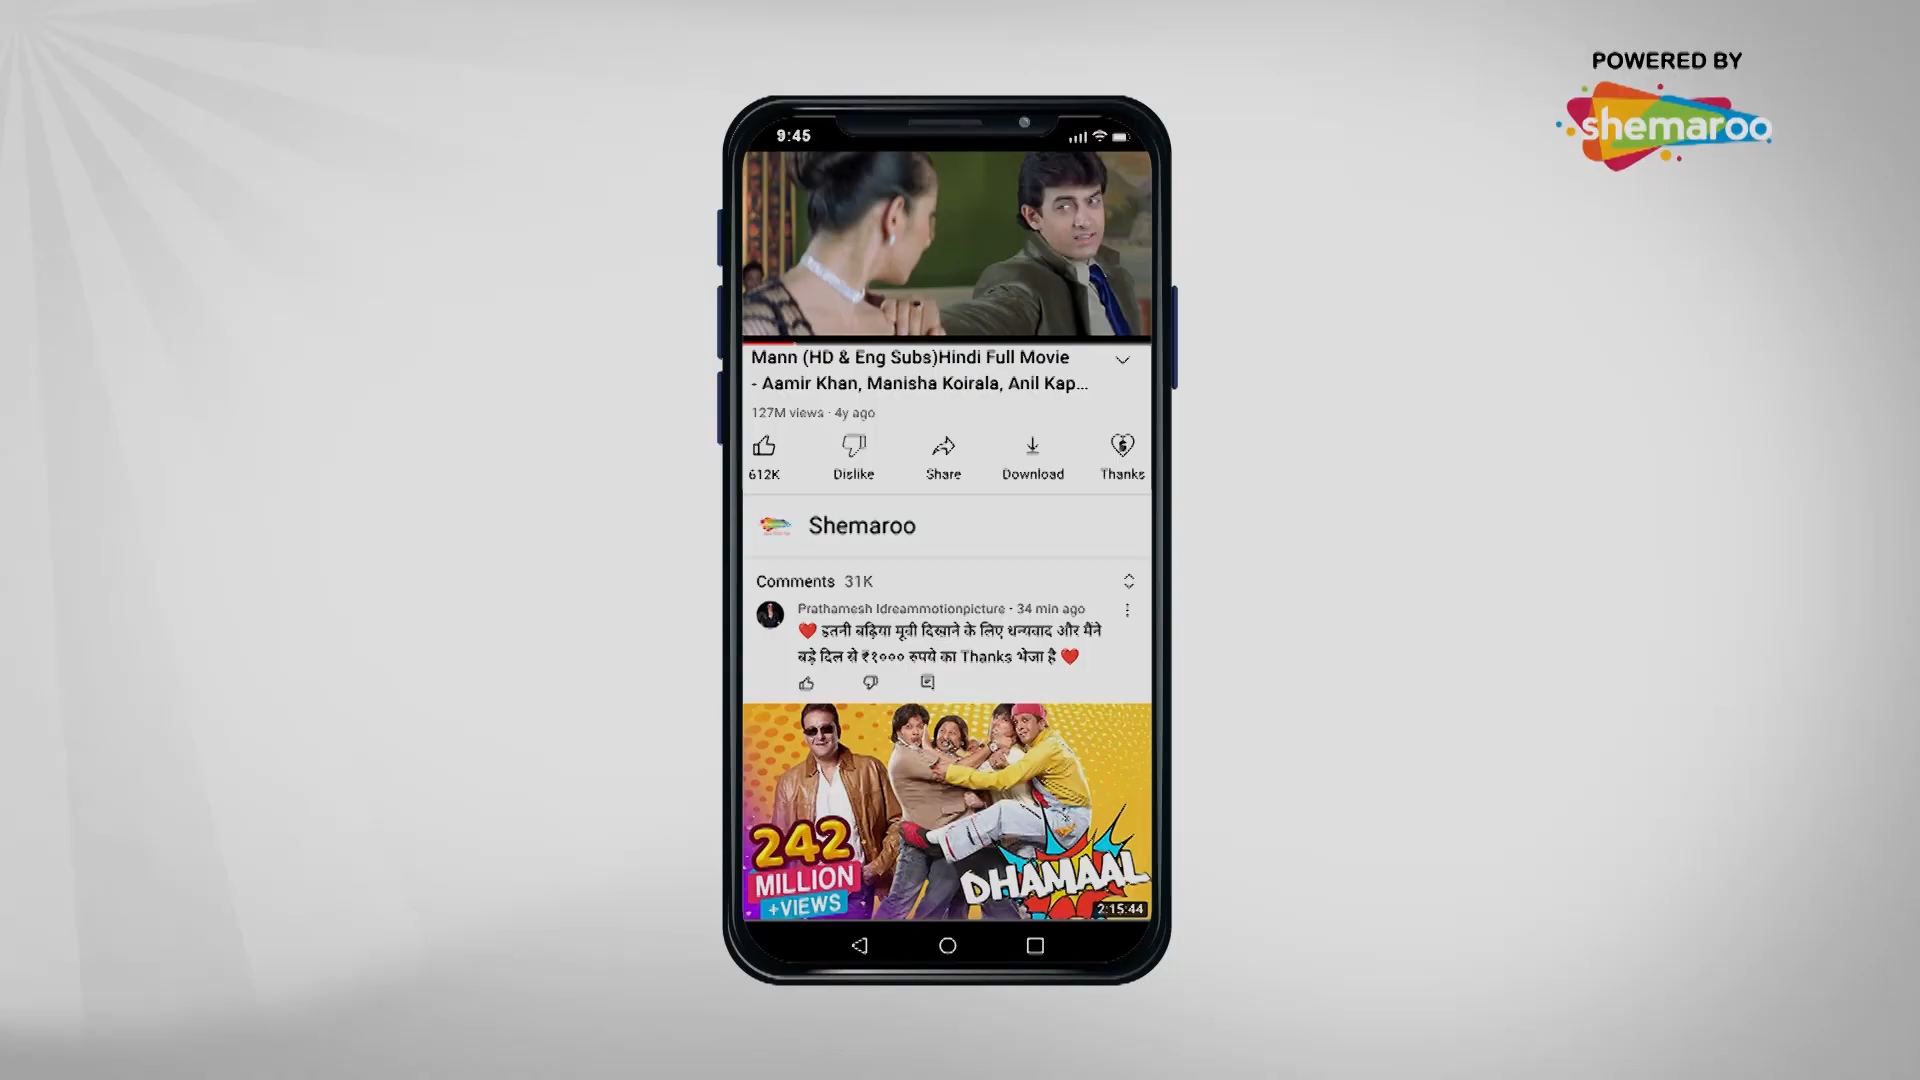 POWERED BY
shemaroo
9:45
Mann (HD & Eng Subs)Hindi Full Movie
- Aamir Khan, Manisha Koirala, Anil Kap...
127M views · 4y ago
612K
Dislike
Share
Download
Thanks
Shemaroo
Comments 31K
Prathamesh Idreammotionpicture · 34 min ago
❤️ इतनी बढ़िया मूवी दिखाने के लिए धन्यवाद और मैंने
बड़े दिल से ₹१००० रुपये का Thanks भेजा है ❤️
242
MILLION
+VIEWS
DHAMAAL
2:15:44